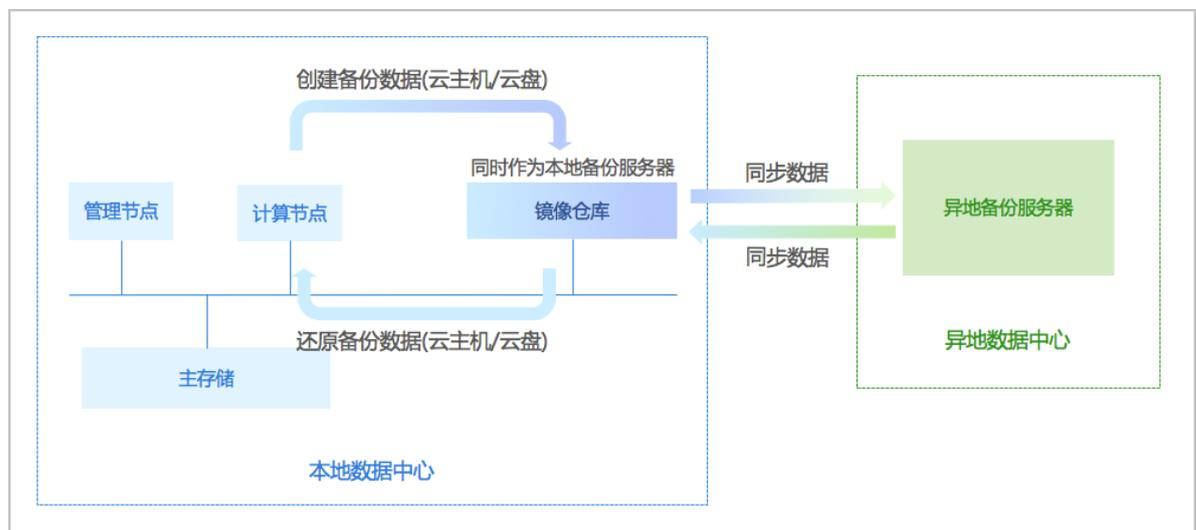 创建备份数据(云主机/云盘)
同时作为本地备份服务器
管理节点
计算节点
镜像仓库
同步数据
同步数据
异地备份服务器
还原备份数据(云主机/云盘)
主存储
本地数据中心
异地数据中心